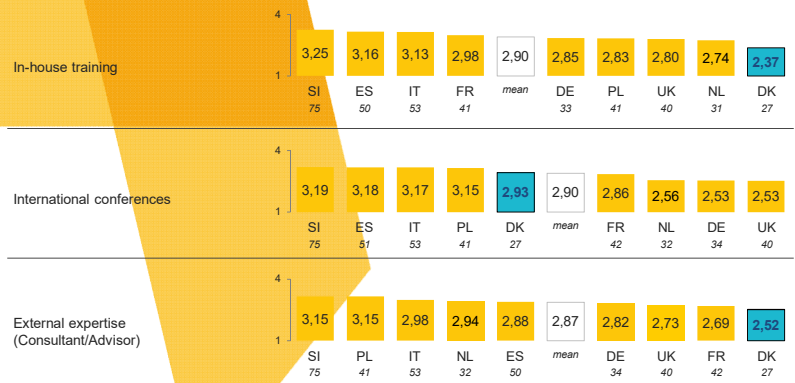 4
3,25 3,16 3,13 2,98 2,90 2,85 2,83 2,80 2,74 2,37
In-house training
1
SI ES IT FR mean DE PL UK NL DK
75 50 53 41 33 41 40 31 27
4
3,19 3,18 3,17 3,15 2,93 2,90 2,86 2,56 2,53 2,53
International conferences
1
SI ES IT PL DK mean FR NL DE UK
75 51 53 41 27 42 32 34 40
4
3,15 3,15 2,98 2,94 2,88 2,87 2,82 2,73 2,69 2,52
External expertise
(Consultant/Advisor)
1
SI PL IT NL ES mean DE UK FR DK
75 41 53 32 50 34 40 42 27